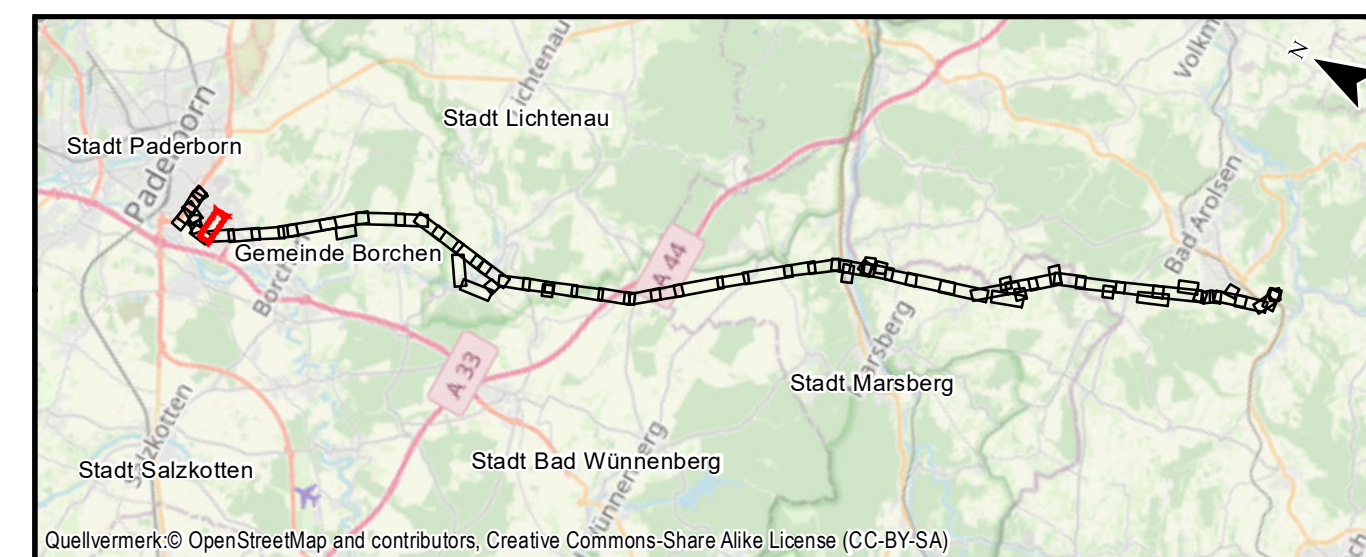 N
Volkm
Lichtenau
Stadt Lichtenau
Stadt Paderborn
Paderborn
Bad Arolsen
Gemeinde Borchen
Borchen
A 44
A 33
Marsberg
Stadt Marsberg
Salzkotten
Stadt Salzkotten
Stadt Bad Wünnenberg
Wünnenberg
Quellvermerk:© OpenStreetMap and contributors, Creative Commons-Share Alike License (CC-BY-SA)